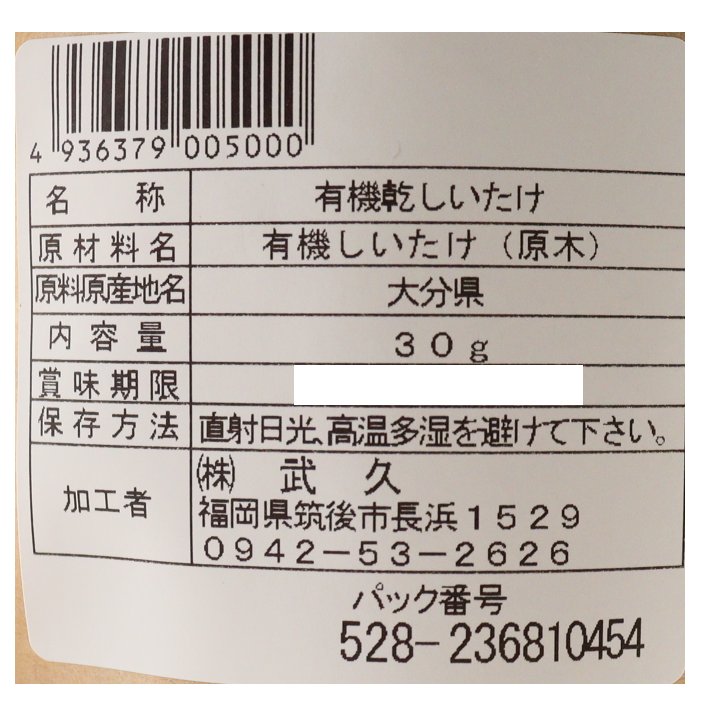 4 936379 005000
名称 有機乾しいたけ
原材料名 有機しいたけ（原木）
原料原産地名 大分県
内容量 30g
賞味期限
保存方法 直射日光、高温多湿を避けて下さい。
加工者 ㈱ 武久
福岡県筑後市長浜1529
0942-53-2626
パック番号
528-236810454